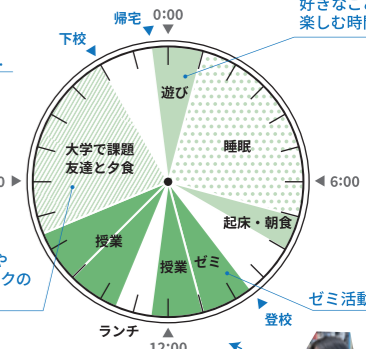 好きなこと
楽しむ時間
帰宅
0:00
下校
遊び
睡眠
大学で課題
友達と夕食
6:00
起床・朝食
授業
授業
ゼミ
クの
ゼミ活動
登校
ランチ
12:00